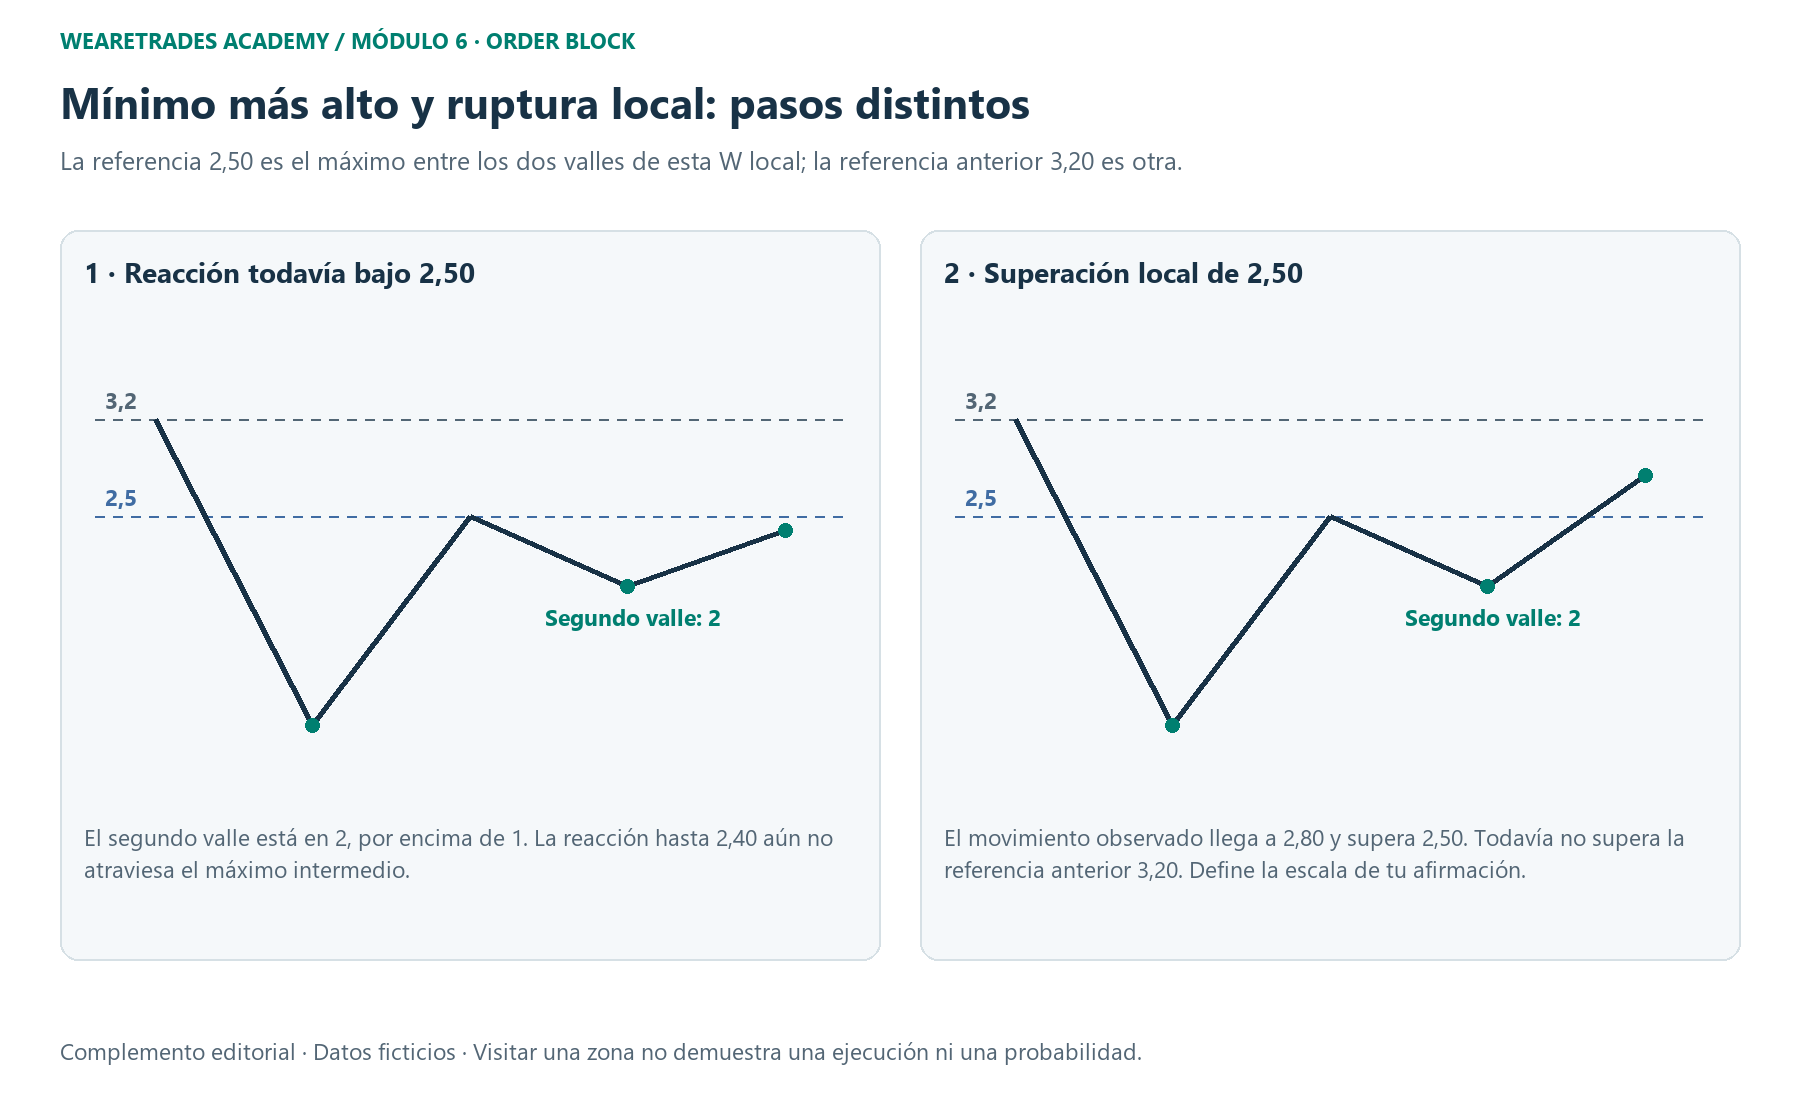 WEARETRADES ACADEMY / MÓDULO 6 · ORDER BLOCK
Mínimo más alto y ruptura local: pasos distintos
La referencia 2,50 es el máximo entre los dos valles de esta W local; la referencia anterior 3,20 es otra.
1 · Reacción todavía bajo 2,50
3,2
2,5
Segundo valle: 2
El segundo valle está en 2, por encima de 1. La reacción hasta 2,40 aún no
atraviesa el máximo intermedio.
2 · Superación local de 2,50
3,2
2,5
Segundo valle: 2
El movimiento observado llega a 2,80 y supera 2,50. Todavía no supera la
referencia anterior 3,20. Define la escala de tu afirmación.
Complemento editorial · Datos ficticios · Visitar una zona no demuestra una ejecución ni una probabilidad.